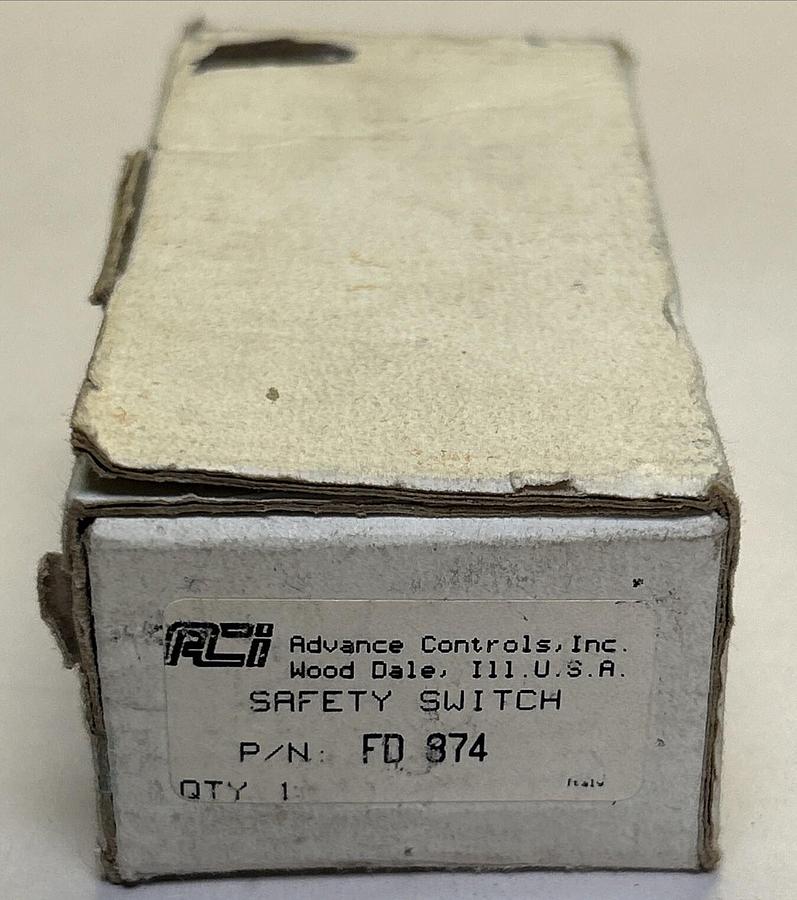 ACi
Advance Controls,Inc.
Wood Dale, Ill.U.S.A.
SAFETY SWITCH
P/N: FD 874
QTY 1
Italy